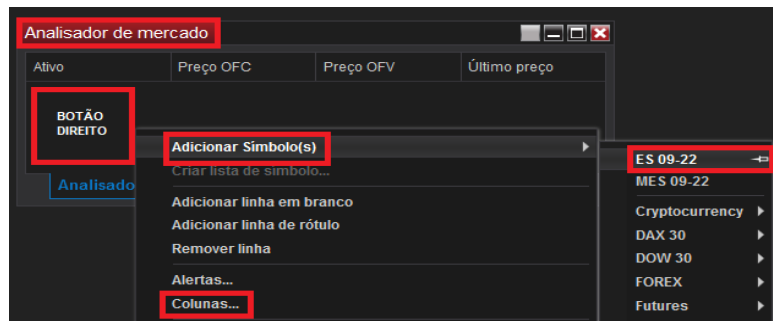 Analisador de mercado
Ativo Preço OFC Preço OFV Último preço
BOTÃO
DIREITO
Analisado
Adicionar Símbolo(s)
Criar lista de símbolo...
Adicionar linha em branco
Adicionar linha de rótulo
Remover linha
Alertas...
Colunas...
ES 09-22
MES 09-22
Cryptocurrency
DAX 30
DOW 30
FOREX
Futures